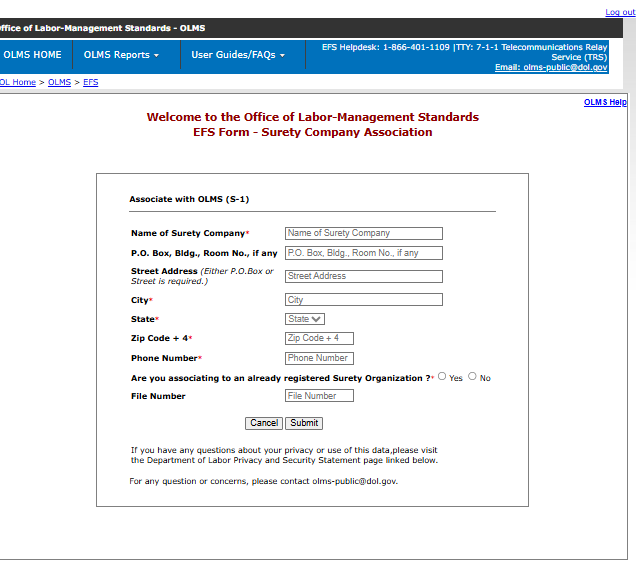 Log out
ffice of Labor-Management Standards - OLMS
OLMS HOME
OLMS Reports
User Guides/FAQs
EFS Helpdesk: 1-866-401-1109 |TTY: 7-1-1 Telecommunications Relay
Service (TRS)
Email: olms-public@dol.gov
OL Home > OLMS > EFS
OLMS Help
Welcome to the Office of Labor-Management Standards
EFS Form - Surety Company Association
Associate with OLMS (S-1)
Name of Surety Company* Name of Surety Company
P.O. Box, Bldg., Room No., if any P.O. Box, Bldg., Room No., if any
Street Address (Either P.O.Box or
Street is required.) Street Address
City* City
State* State
Zip Code + 4* Zip Code + 4
Phone Number* Phone Number
Are you associating to an already registered Surety Organization ?* Yes No
File Number File Number
Cancel Submit
If you have any questions about your privacy or use of this data,please visit
the Department of Labor Privacy and Security Statement page linked below.
For any question or concerns, please contact olms-public@dol.gov.